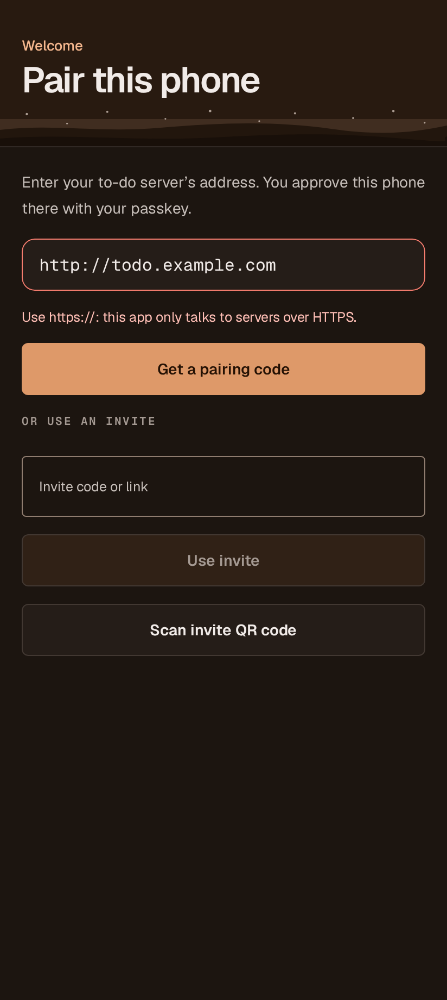 Welcome
Pair this phone
Enter your to-do server’s address. You approve this phone
there with your passkey.
http://todo.example.com
Use https://: this app only talks to servers over HTTPS.
Get a pairing code
OR USE AN INVITE
Invite code or link
Use invite
Scan invite QR code